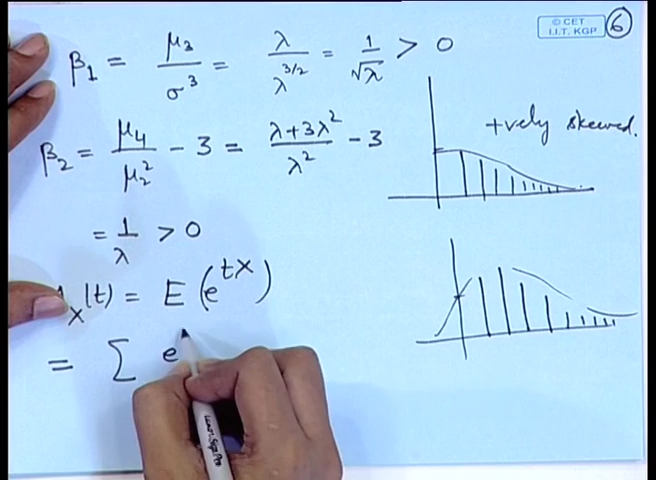 © CET
I.I.T. KGP
6
β₁ = μ₃/σ³ = λ/λ^{3/2} = 1/√λ > 0
+vely skewed.
β₂ = μ₄/μ₂² − 3 = (λ+3λ²)/λ² − 3
= 1/λ > 0
X(t) = E(e^{tX})
= Σ e